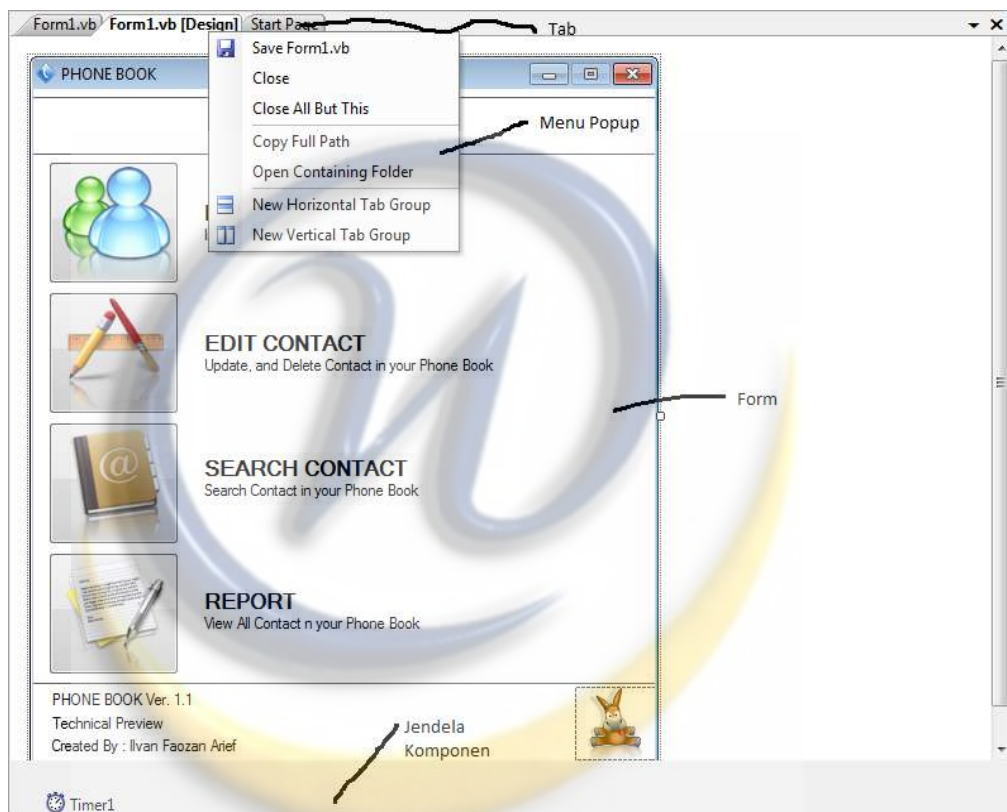 Form1.vb Form1.vb [Design] Start Page
Tab
Save Form1.vb
PHONE BOOK
Close
Close All But This
Menu Popup
Copy Full Path
Open Containing Folder
New Horizontal Tab Group
New Vertical Tab Group
EDIT CONTACT
Update, and Delete Contact in your Phone Book
Form
SEARCH CONTACT
Search Contact in your Phone Book
REPORT
View All Contact n your Phone Book
PHONE BOOK Ver. 1.1
Technical Preview
Created By : Ilvan Faozan Arief
Jendela
Komponen
Timer1